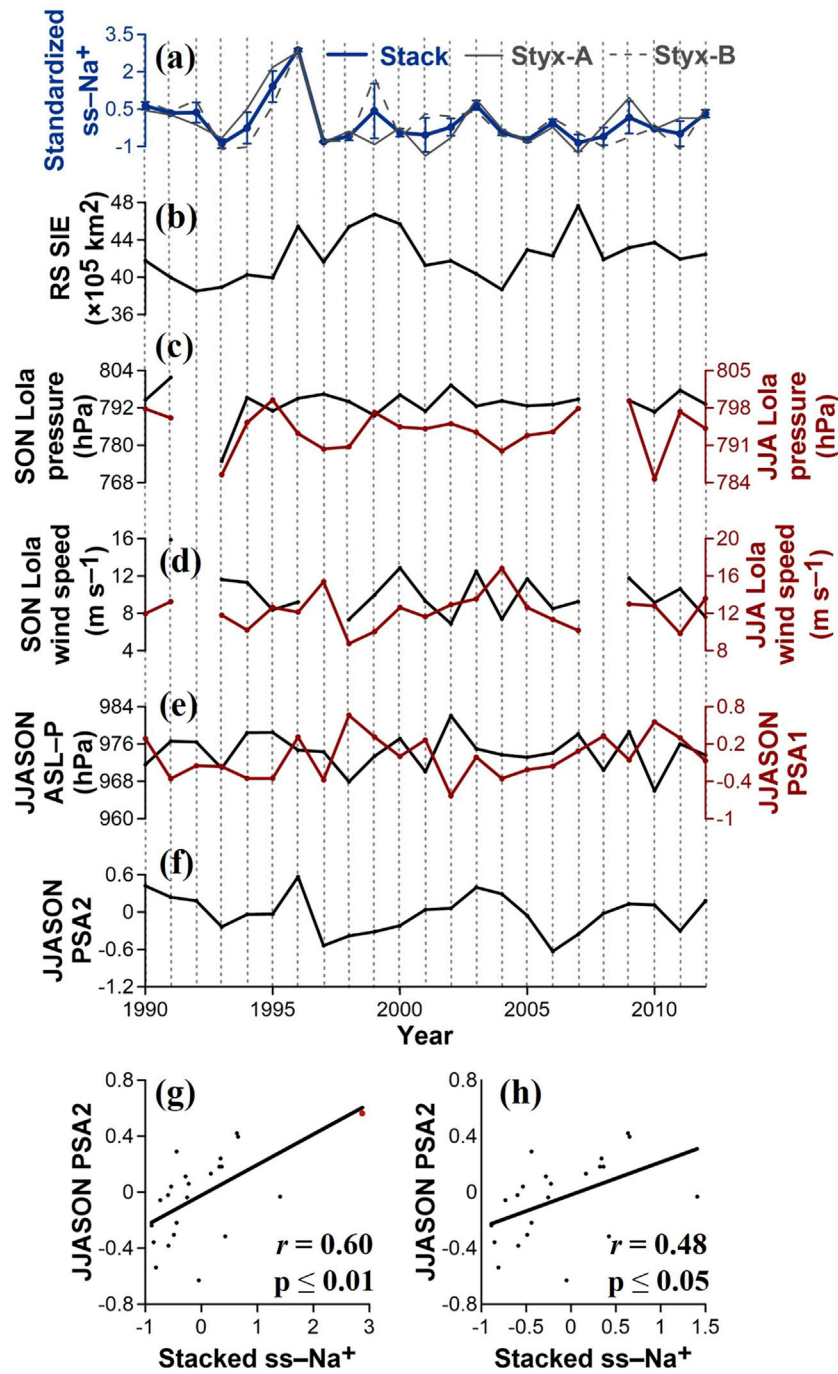 (a)
Stack
Styx-A
Styx-B
Standardized
ss–Na+
3.5
2
0.5
-1
(b)
RS SIE
(×10⁵ km²)
48
44
40
36
(c)
SON Lola
pressure
(hPa)
804
792
780
768
805
798
791
784
JJA Lola
pressure
(hPa)
(d)
SON Lola
wind speed
(m s–1)
16
12
8
4
20
16
12
8
JJA Lola
wind speed
(m s–1)
(e)
JJASON
ASL–P
(hPa)
984
976
968
960
0.8
0.2
-0.4
-1
JJASON
PSA1
(f)
JJASON
PSA2
0.6
0
-0.6
-1.2
1990
1995
2000
2005
2010
Year
(g)
JJASON PSA2
0.8
0.4
0
-0.4
-0.8
r = 0.60
p ≤ 0.01
-1
0
1
2
3
Stacked ss–Na+
(h)
JJASON PSA2
0.8
0.4
0
-0.4
-0.8
r = 0.48
p ≤ 0.05
-1
-0.5
0
0.5
1
1.5
Stacked ss–Na+